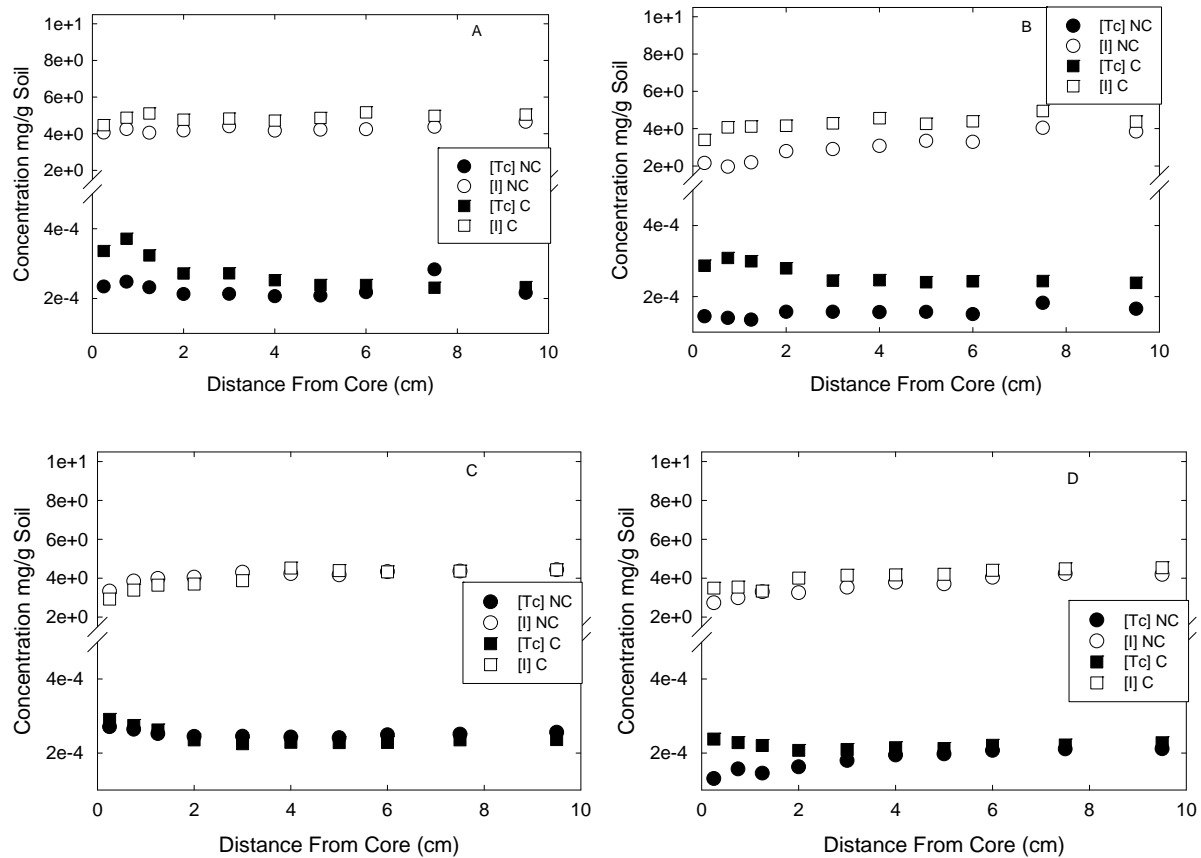 A
Concentration mg/g Soil
1e+1
8e+0
6e+0
4e+0
2e+0
4e-4
2e-4
[Tc] NC
[I] NC
[Tc] C
[I] C
0 2 4 6 8 10
Distance From Core (cm)
B
Concentration mg/g Soil
1e+1
8e+0
6e+0
4e+0
2e+0
4e-4
2e-4
[Tc] NC
[I] NC
[Tc] C
[I] C
0 2 4 6 8 10
Distance From Core (cm)
C
Concentration mg/g Soil
1e+1
8e+0
6e+0
4e+0
2e+0
4e-4
2e-4
[Tc] NC
[I] NC
[Tc] C
[I] C
0 2 4 6 8 10
Distance From Core (cm)
D
Concentration mg/g Soil
1e+1
8e+0
6e+0
4e+0
2e+0
4e-4
2e-4
[Tc] NC
[I] NC
[Tc] C
[I] C
0 2 4 6 8 10
Distance From Core (cm)